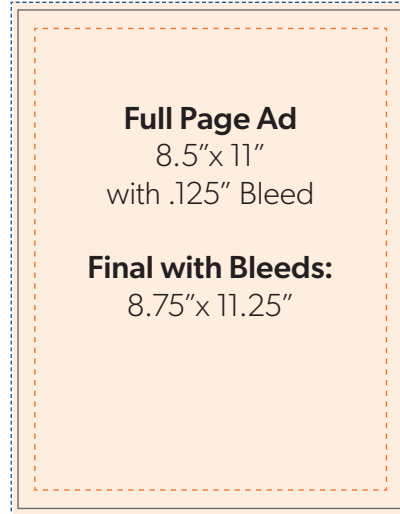 Full Page Ad
8.5”x 11”
with .125” Bleed
Final with Bleeds:
8.75”x 11.25”